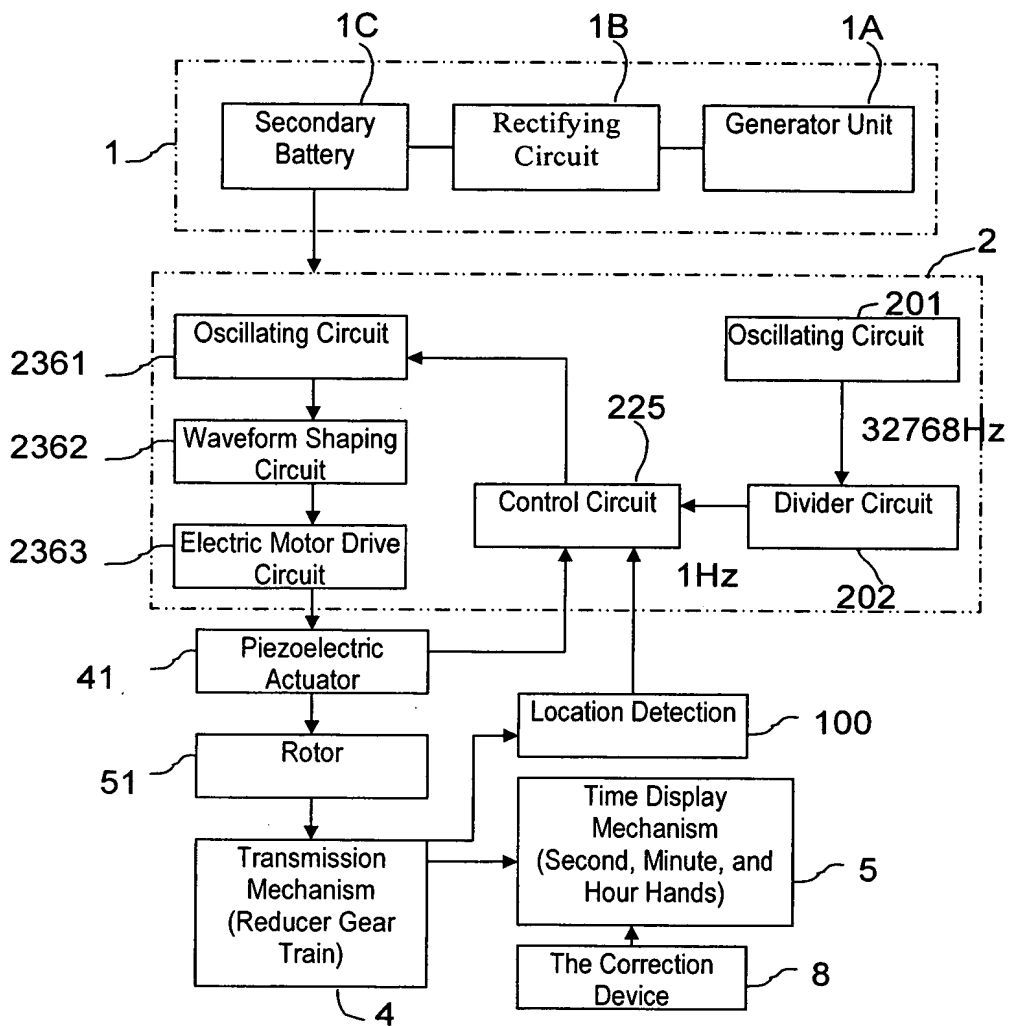 1C
1B
1A
Secondary
Battery
Rectifying
Circuit
Generator Unit
1
2
Oscillating Circuit
2361
201
Oscillating Circuit
32768Hz
2362
Waveform Shaping
Circuit
225
Control Circuit
Divider Circuit
2363
Electric Motor Drive
Circuit
1Hz
202
41
Piezoelectric
Actuator
Location Detection
100
51
Rotor
Time Display
Mechanism
(Second, Minute, and
Hour Hands)
5
Transmission
Mechanism
(Reducer Gear
Train)
4
The Correction
Device
8